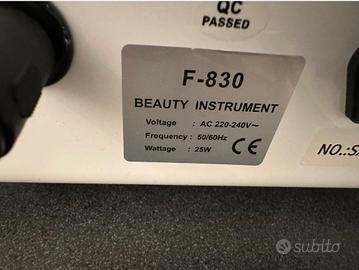 QC
PASSED
F-830
BEAUTY INSTRUMENT
Voltage : AC 220-240V~
Frequency : 50/60Hz
Wattage : 25W
CE
NO.:S
subito